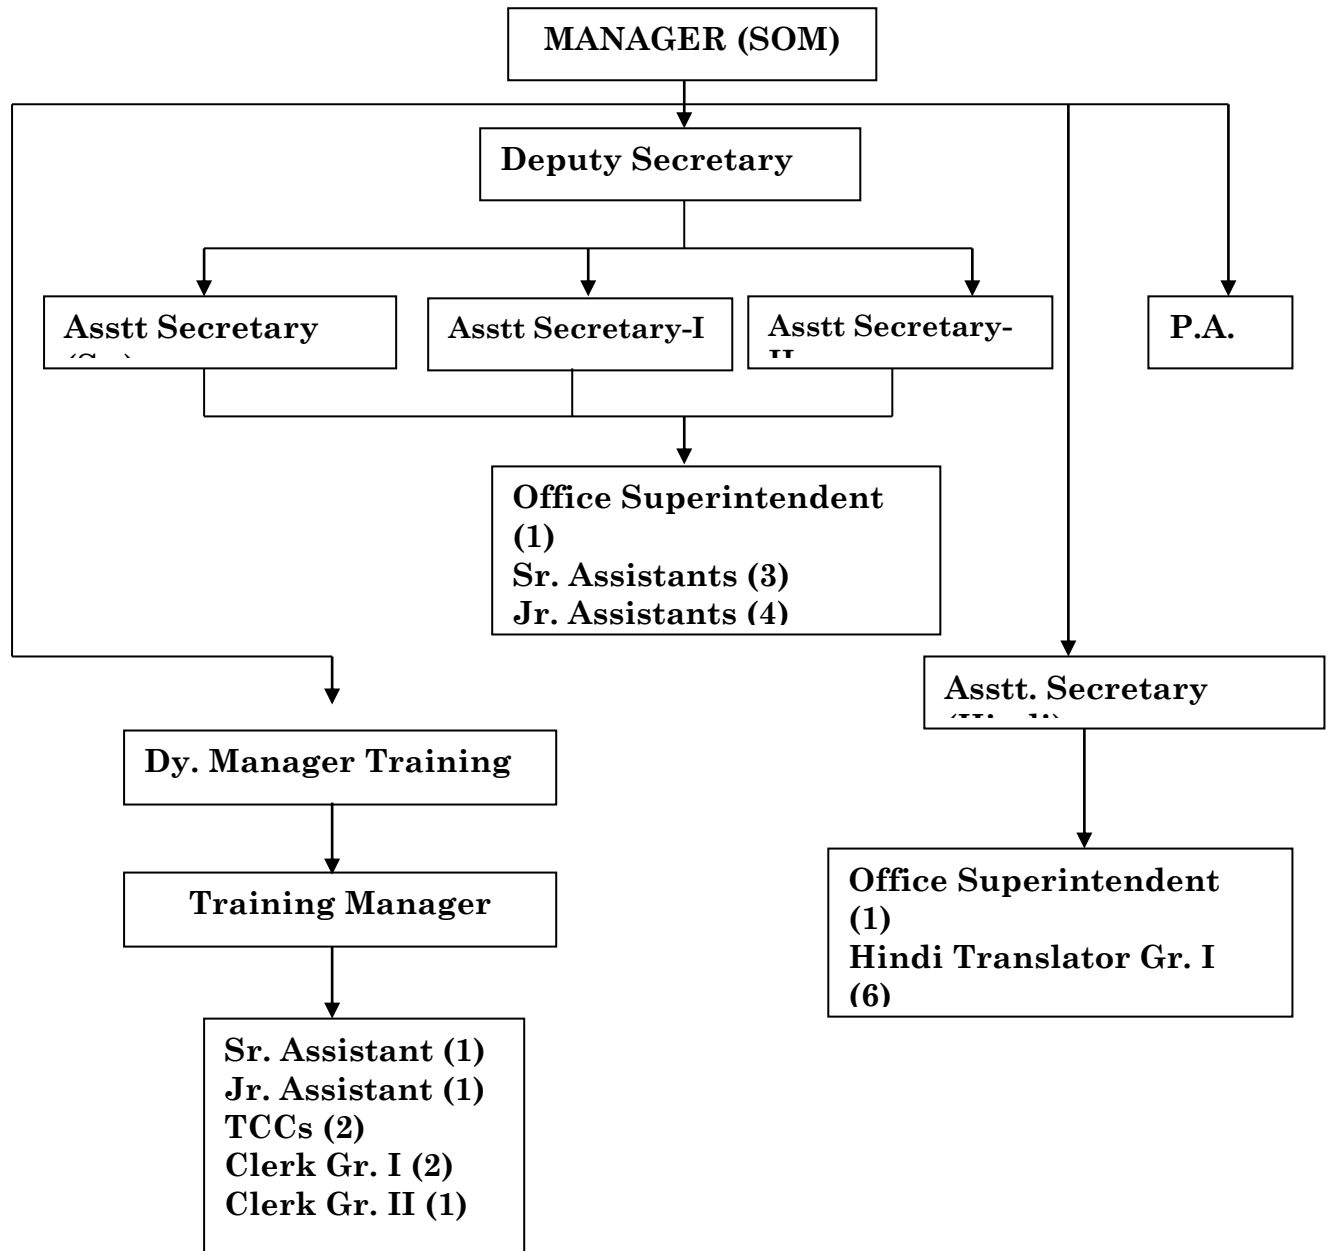 MANAGER (SOM)
Deputy Secretary
Asstt Secretary
Asstt Secretary-I
Asstt Secretary-
II
P.A.
Office Superintendent
(1)
Sr. Assistants (3)
Jr. Assistants (4)
Asstt. Secretary
(Hindi)
Dy. Manager Training
Training Manager
Office Superintendent
(1)
Hindi Translator Gr. I
(6)
Sr. Assistant (1)
Jr. Assistant (1)
TCCs (2)
Clerk Gr. I (2)
Clerk Gr. II (1)